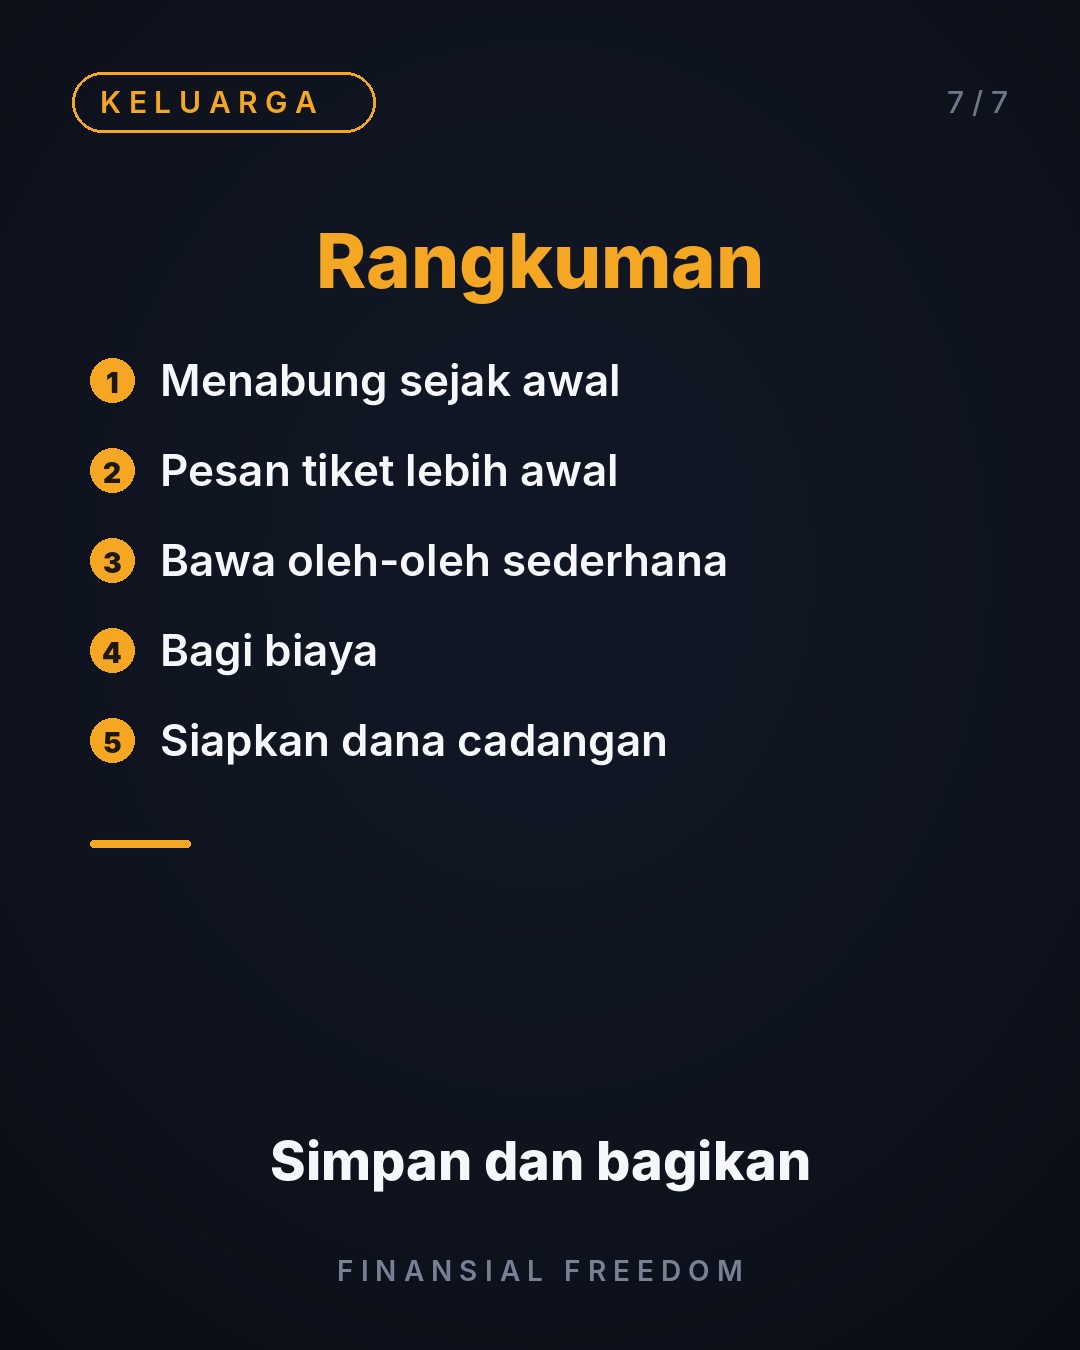 KELUARGA
7/7
Rangkuman
1 Menabung sejak awal
2 Pesan tiket lebih awal
3 Bawa oleh-oleh sederhana
4 Bagi biaya
5 Siapkan dana cadangan
Simpan dan bagikan
FINANSIAL FREEDOM